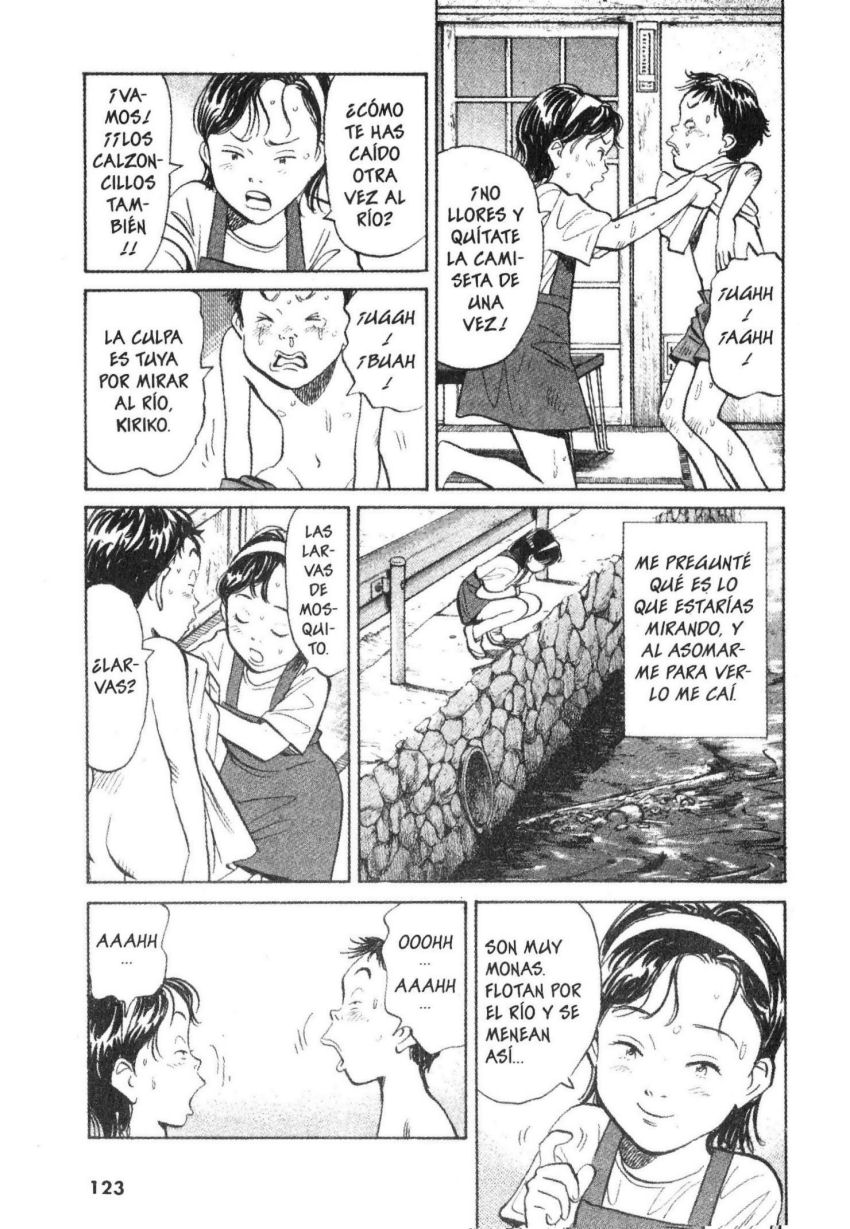 ¡NO
LLORES Y
QUÍTATE
LA CAMI-
SETA DE
UNA
VEZ!
¡UGHH
!
¡AGHH
!
¿CÓMO
TE HAS
CAÍDO
OTRA
VEZ AL
RÍO?
¡VA-
MOS!
¡¡LOS
CALZON-
CILLOS
TAM-
BIÉN
!!
¡UGGH
!
¡BUAH
!
LA CULPA
ES TUYA
POR MIRAR
AL RÍO,
KIRIKO.
ME PREGUNTÉ
QUÉ ES LO
QUE ESTARÍAS
MIRANDO, Y
AL ASOMAR-
ME PARA VER-
LO ME CAÍ.
LAS
LAR-
VAS
DE
MOS-
QUI-
TO.
¿LAR-
VAS?
SON MUY
MONAS.
FLOTAN POR
EL RÍO Y SE
MENEAN
ASÍ...
OOOHH
...
AAAHH
...
AAAHH
...
123